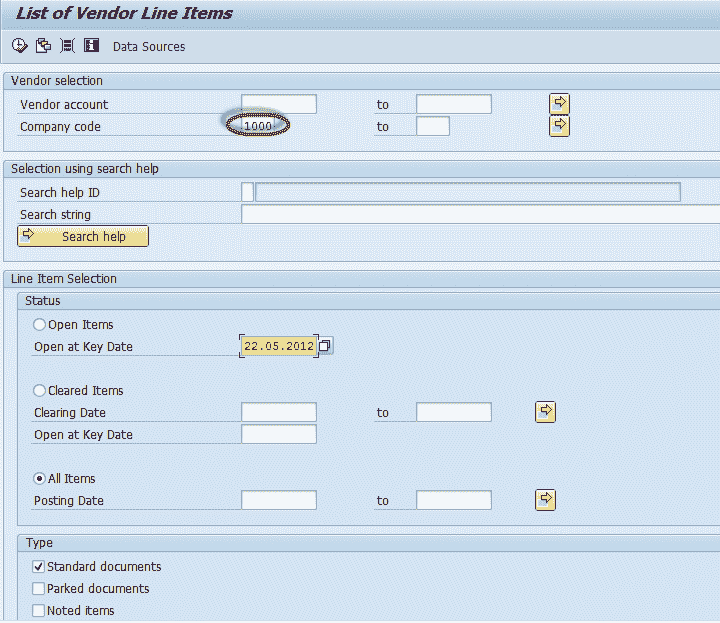 List of Vendor Line Items
Data Sources
Vendor selection
Vendor account to
Company code 1000 to
Selection using search help
Search help ID
Search string
Search help
Line Item Selection
Status
Open Items
Open at Key Date 22.05.2012
Cleared Items
Clearing Date to
Open at Key Date
All Items
Posting Date to
Type
Standard documents
Parked documents
Noted items